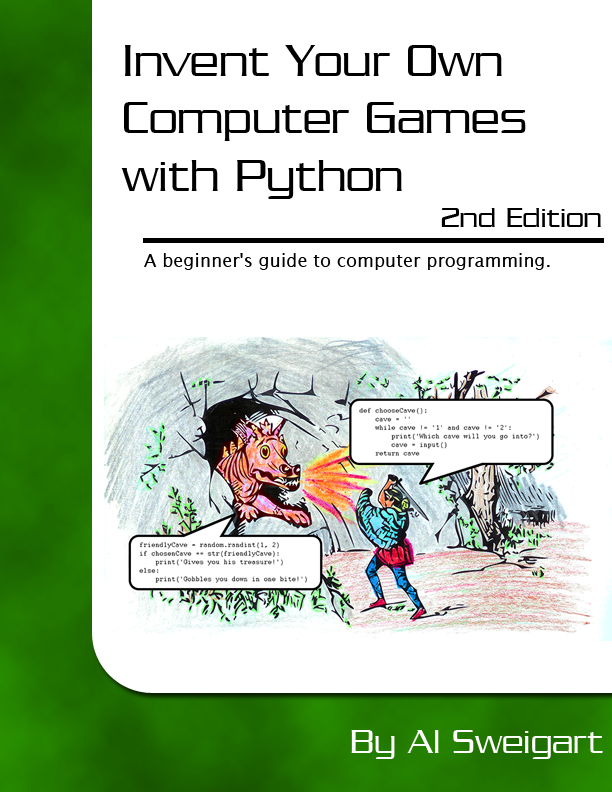 Invent Your Own
Computer Games
with Python
2nd Edition
A beginner's guide to computer programming.
def chooseCave():
    cave = ''
    while cave != '1' and cave != '2':
        print('Which cave will you go into?')
        cave = input()
    return cave
friendlyCave = random.randint(1, 2)
if chosenCave == str(friendlyCave):
    print('Gives you his treasure!')
else:
    print('Gobbles you down in one bite!')
By Al Sweigart